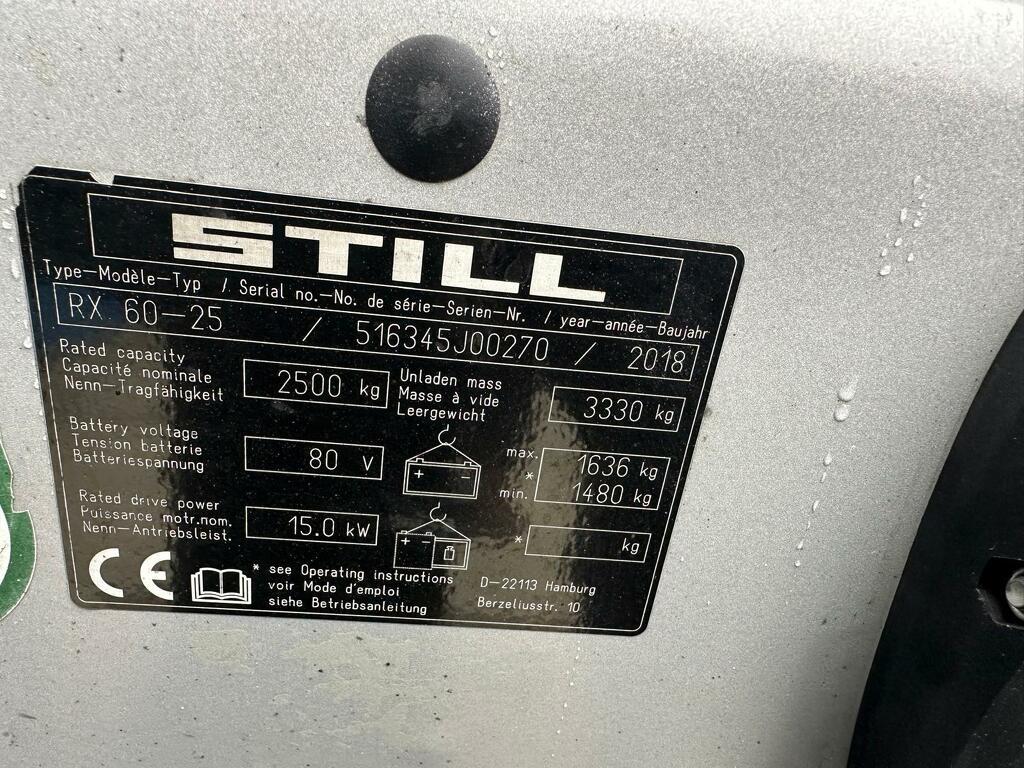 STILL
Type—Modèle—Typ / Serial no.—No. de série—Serien-Nr. / year—année—Baujahr
RX 60-25 / 516345J00270 / 2018
Rated capacity
Capacité nominale
Nenn—Tragfähigkeit
2500 kg
Unladen mass
Masse à vide
Leergewicht
3330 kg
Battery voltage
Tension batterie
Batteriespannung
80 V
+ -
max. 1636 kg
*
min. 1480 kg
Rated drive power
Puissance motr.nom.
Nenn—Antriebsleist.
15.0 kW
+ -
* kg
CE
* see Operating instructions
voir Mode d'emploi
siehe Betriebsanleitung
D—22113 Hamburg
Berzeliusstr. 10